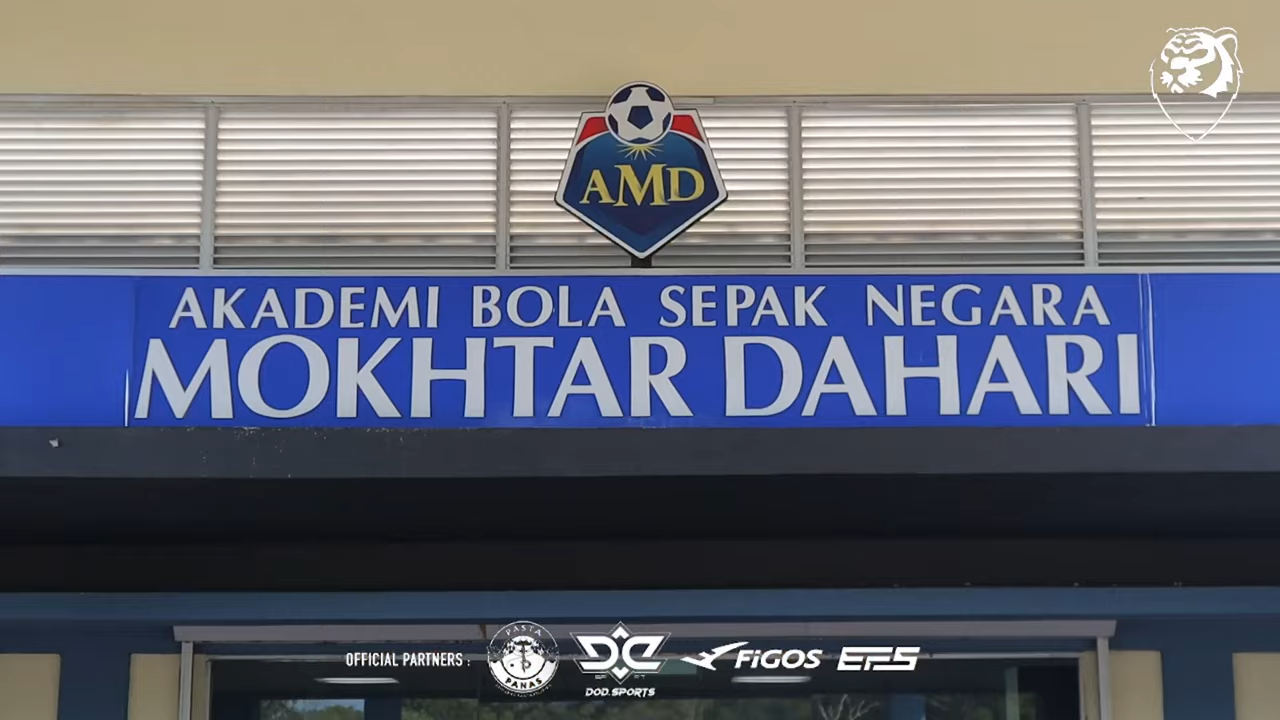 AMD
AKADEMI BOLA SEPAK NEGARA
MOKHTAR DAHARI
OFFICIAL PARTNERS :
PASTA
PANAS
DOD.SPORTS
FiGOS
EFS